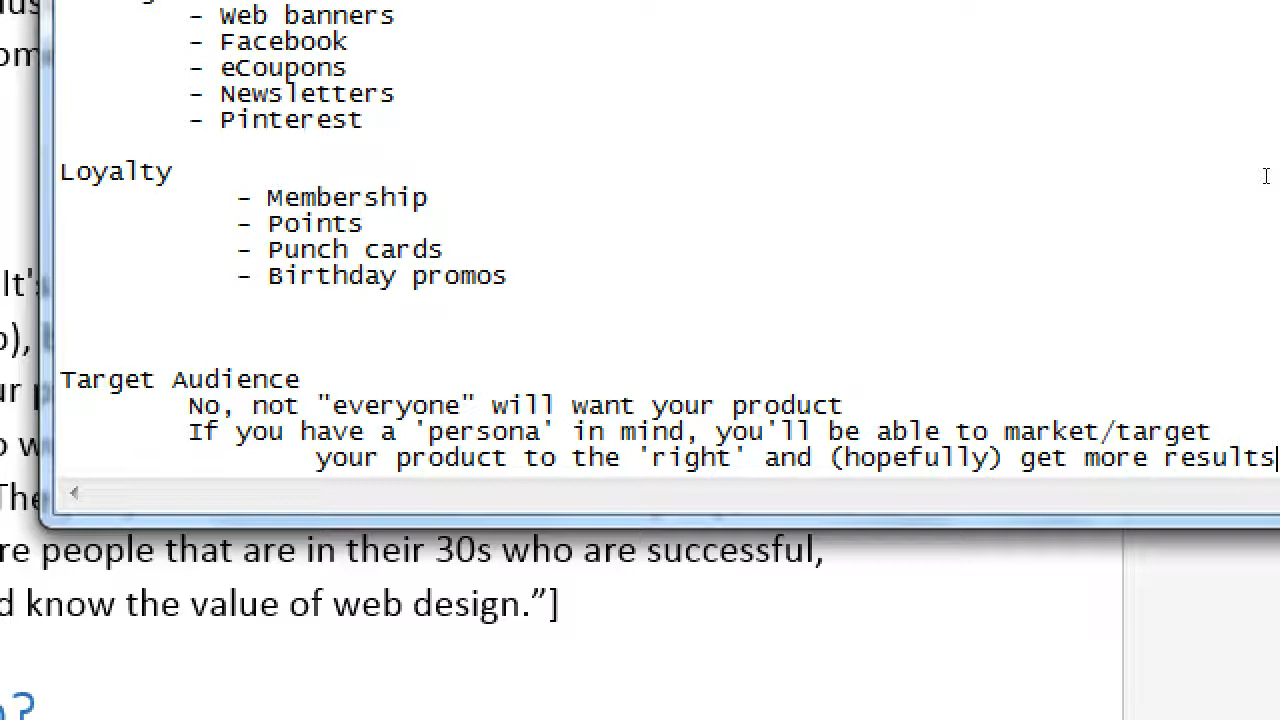 - Web banners
- Facebook
- eCoupons
- Newsletters
- Pinterest
Loyalty
- Membership
- Points
- Punch cards
- Birthday promos
It's
Target Audience
No, not "everyone" will want your product
If you have a 'persona' in mind, you'll be able to market/target
your product to the 'right' and (hopefully) get more results
re people that are in their 30s who are successful,
d know the value of web design.”]